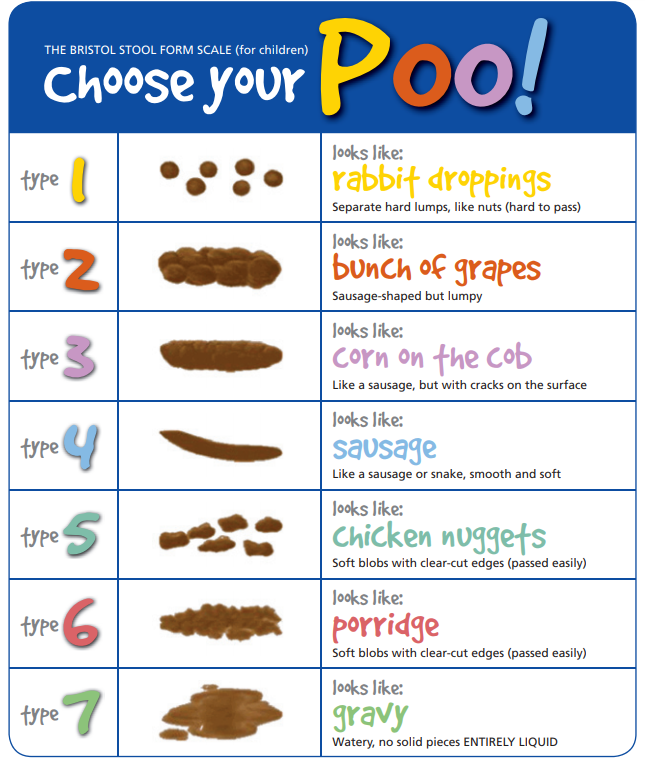 THE BRISTOL STOOL FORM SCALE (for children)
Choose your Poo!
type 1
looks like:
rabbit droppings
Separate hard lumps, like nuts (hard to pass)
type 2
looks like:
bunch of grapes
Sausage-shaped but lumpy
type 3
looks like:
corn on the cob
Like a sausage, but with cracks on the surface
type 4
looks like:
sausage
Like a sausage or snake, smooth and soft
type 5
looks like:
chicken nuggets
Soft blobs with clear-cut edges (passed easily)
type 6
looks like:
porridge
Soft blobs with clear-cut edges (passed easily)
type 7
looks like:
gravy
Watery, no solid pieces ENTIRELY LIQUID